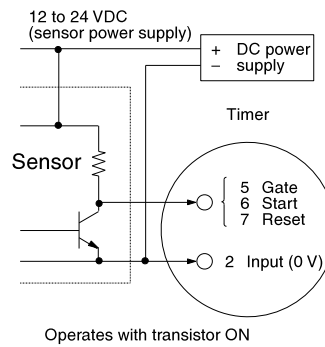 12 to 24 VDC
(sensor power supply)
+ DC power
− supply
Timer
Sensor
5 Gate
6 Start
7 Reset
2 Input (0 V)
Operates with transistor ON